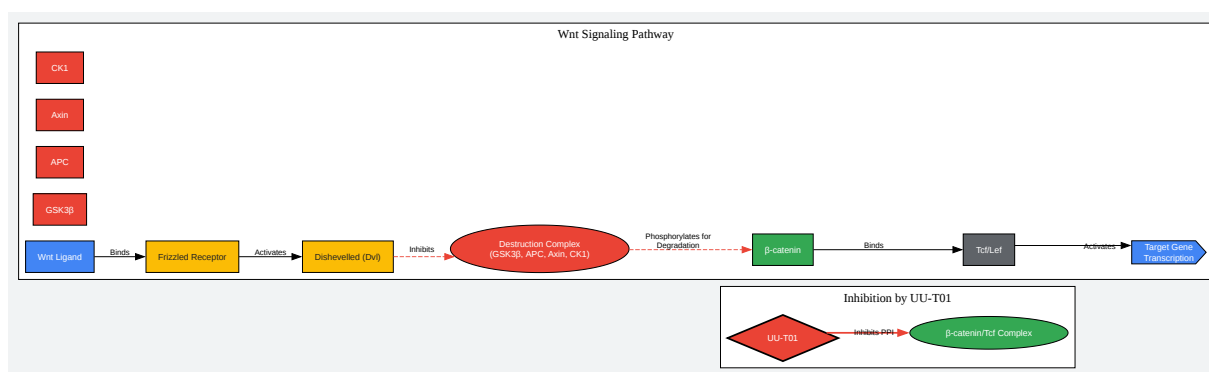 Wnt Signaling Pathway
CK1
Axin
APC
GSK3β
Wnt Ligand
Binds
Frizzled Receptor
Activates
Dishevelled (Dvl)
Inhibits
Destruction Complex
(GSK3β, APC, Axin, CK1)
Phosphorylates for
Degradation
β-catenin
Binds
Tcf/Lef
Activates
Target Gene
Transcription
Inhibition by UU-T01
UU-T01
Inhibits PPI
β-catenin/Tcf Complex